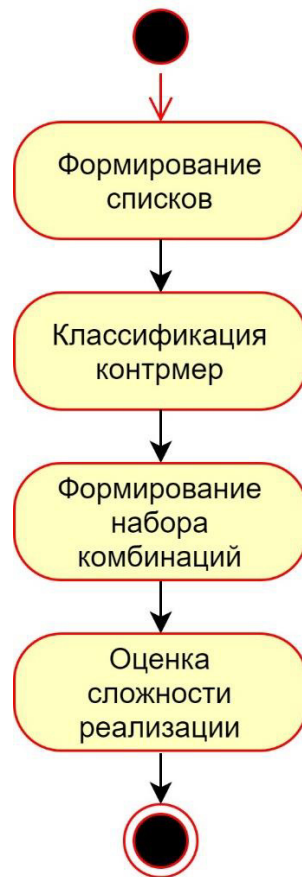 Формирование
списков
Классификация
контрмер
Формирование
набора
комбинаций
Оценка
сложности
реализации